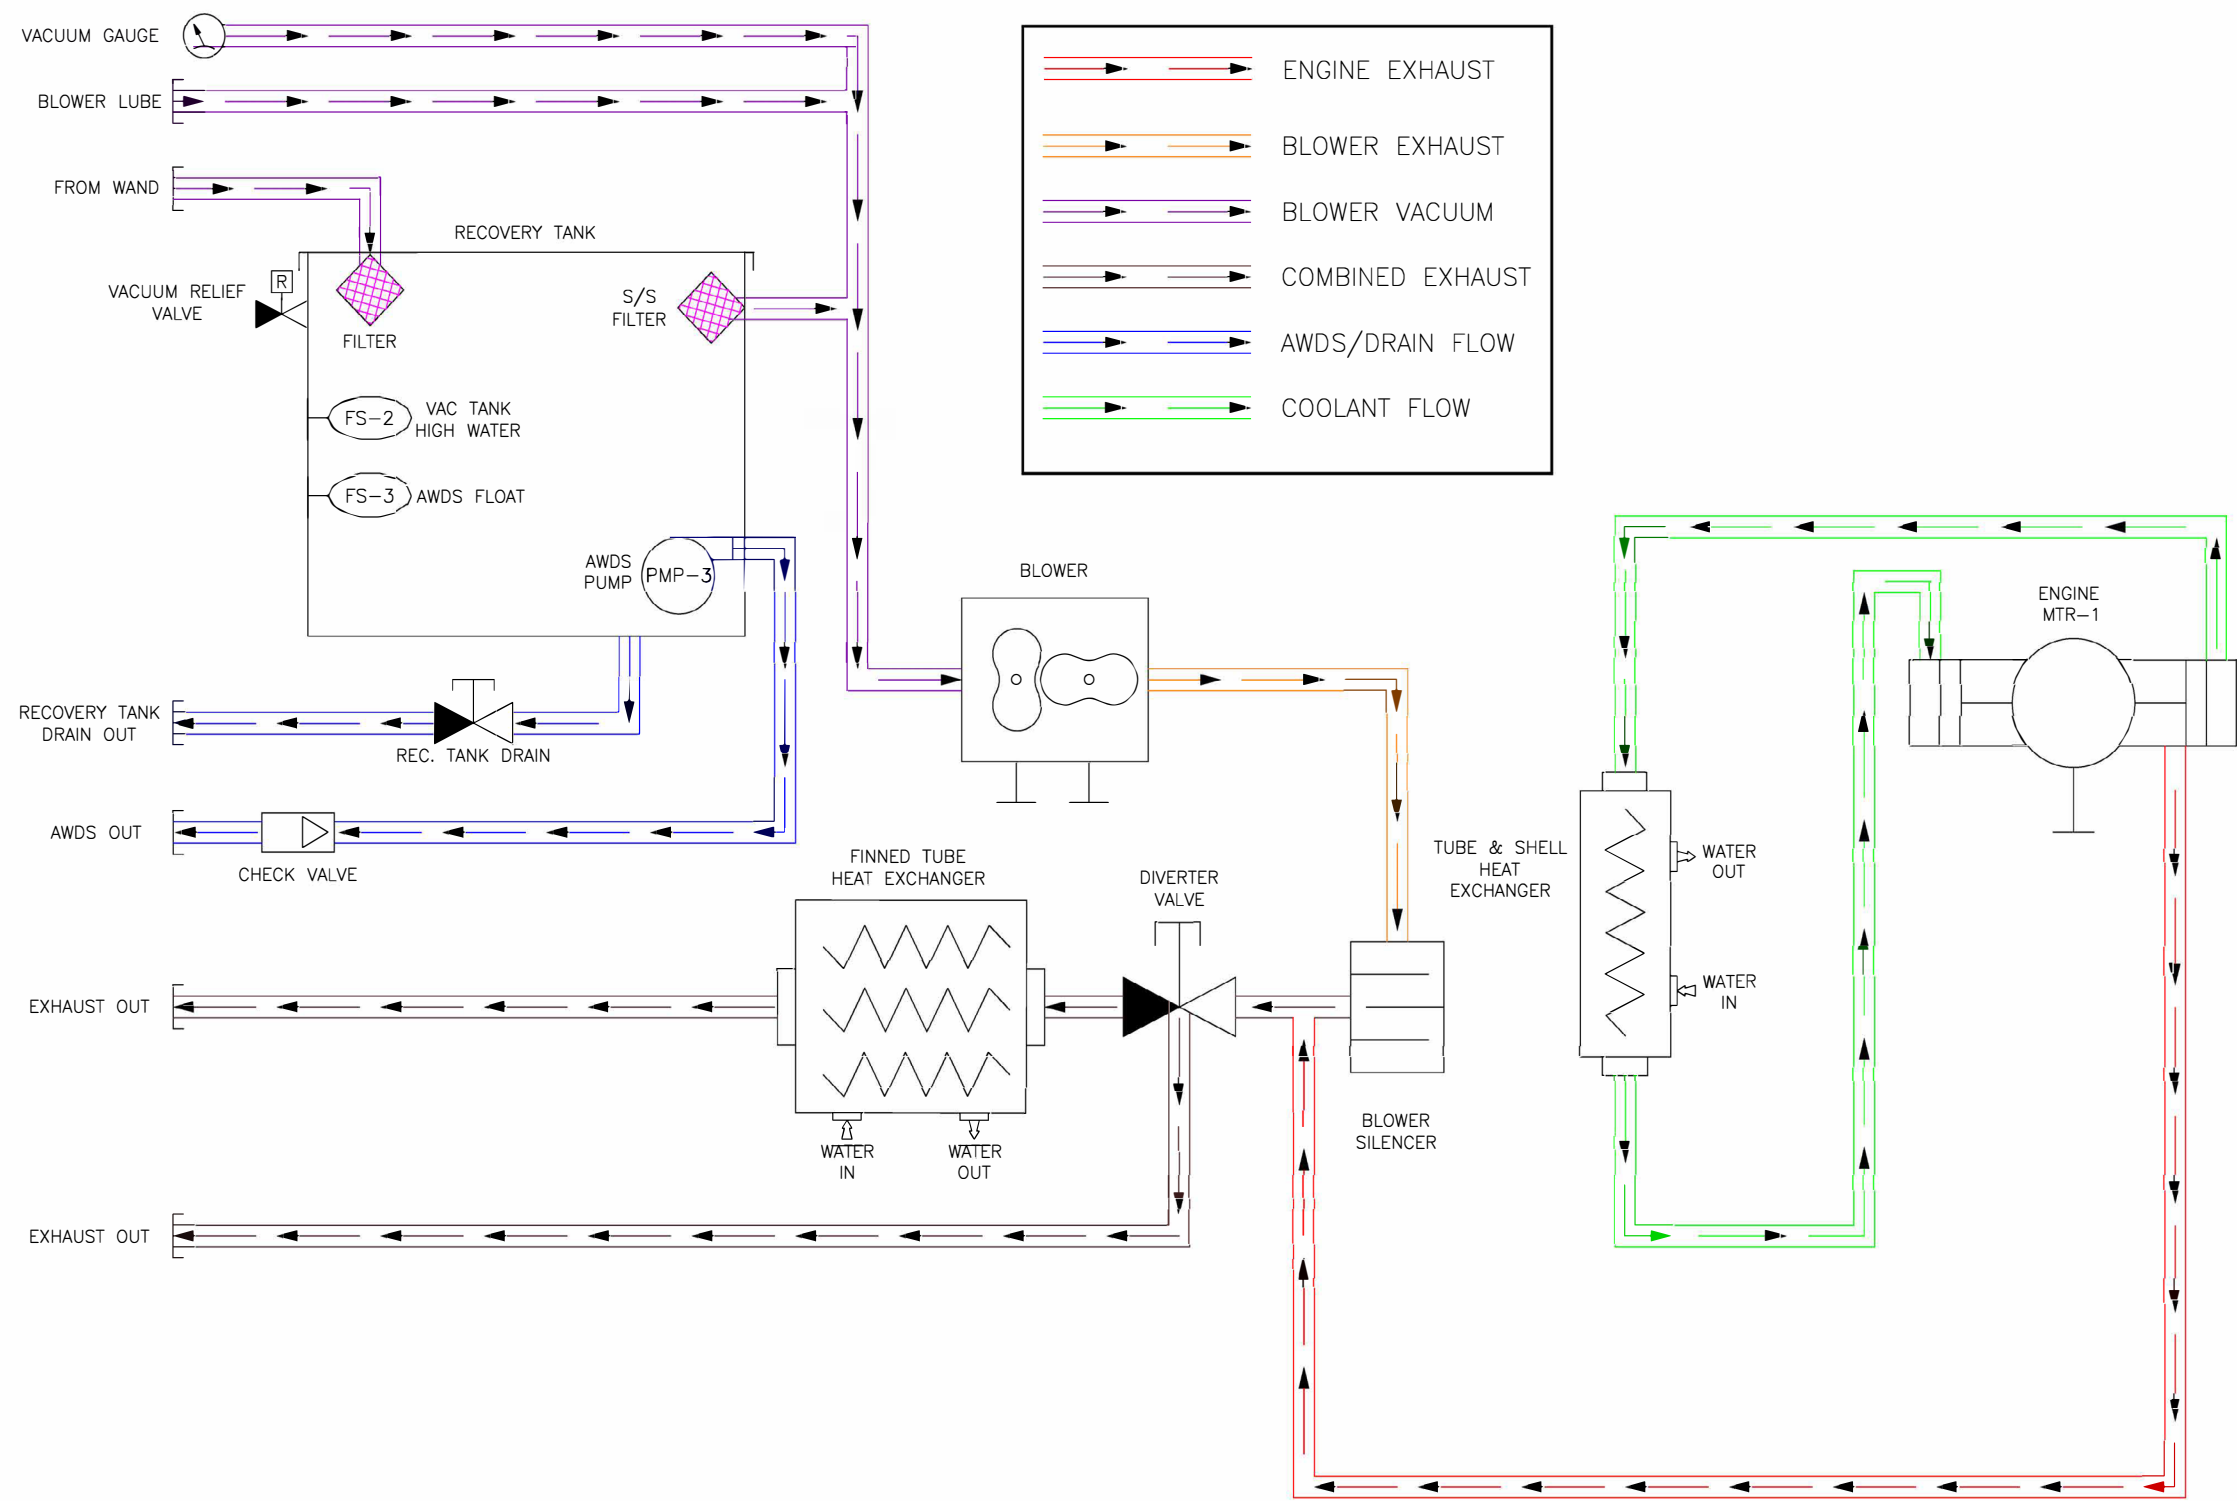 VACUUM GAUGE
BLOWER LUBE
FROM WAND
RECOVERY TANK
R
VACUUM RELIEF
VALVE
FILTER
S/S
FILTER
FS-2
VAC TANK
HIGH WATER
FS-3
AWDS FLOAT
AWDS
PUMP
PMP-3
RECOVERY TANK
DRAIN OUT
REC. TANK DRAIN
AWDS OUT
CHECK VALVE
ENGINE EXHAUST
BLOWER EXHAUST
BLOWER VACUUM
COMBINED EXHAUST
AWDS/DRAIN FLOW
COOLANT FLOW
BLOWER
ENGINE
MTR-1
FINNED TUBE
HEAT EXCHANGER
DIVERTER
VALVE
TUBE & SHELL
HEAT
EXCHANGER
WATER
OUT
WATER
IN
EXHAUST OUT
WATER
IN
WATER
OUT
BLOWER
SILENCER
EXHAUST OUT